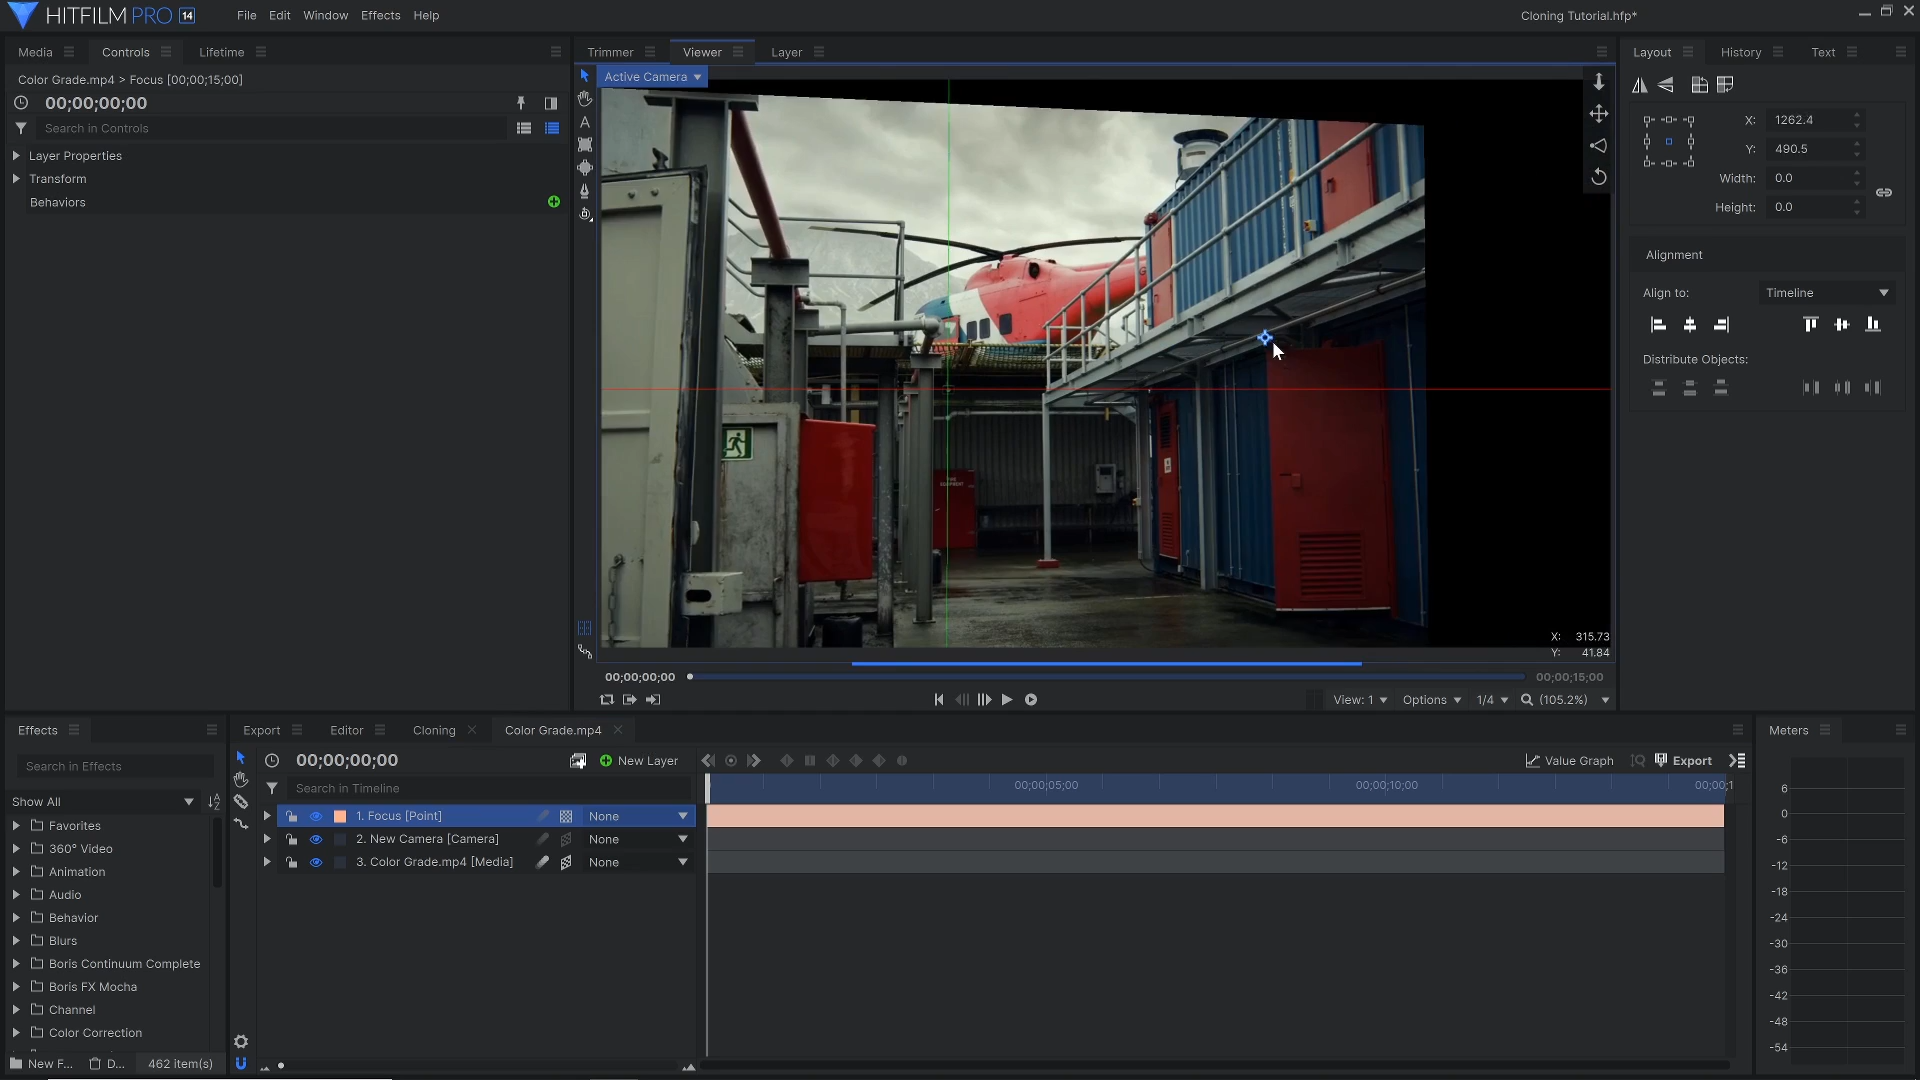 HITFILM PRO 14 File Edit Window Effects Help Cloning Tutorial.hfp*
Media Controls Lifetime Trimmer Viewer Layer Layout History Text
Color Grade.mp4 > Focus [00;00;15;00]
00;00;00;00
Search in Controls
Layer Properties
Transform
Behaviors
Active Camera
FIRE
EQUIPMENT
X: 315.73
Y: 41.84
00;00;00;00 00;00;15;00
View: 1 Options 1/4 (105.2%)
X: 1262.4
Y: 490.5
Width: 0.0
Height: 0.0
Alignment
Align to: Timeline
Distribute Objects:
Effects
Search in Effects
Show All
Favorites
360° Video
Animation
Audio
Behavior
Blurs
Boris Continuum Complete
Boris FX Mocha
Channel
Color Correction
New F... D... 462 item(s)
Export Editor Cloning Color Grade.mp4
00;00;00;00 New Layer Value Graph Export
Search in Timeline 00;00;05;00 00;00;10;00 00;00;1
1. Focus [Point] None
2. New Camera [Camera] None
3. Color Grade.mp4 [Media] None
Meters
6
0
-6
-12
-18
-24
-30
-36
-42
-48
-54